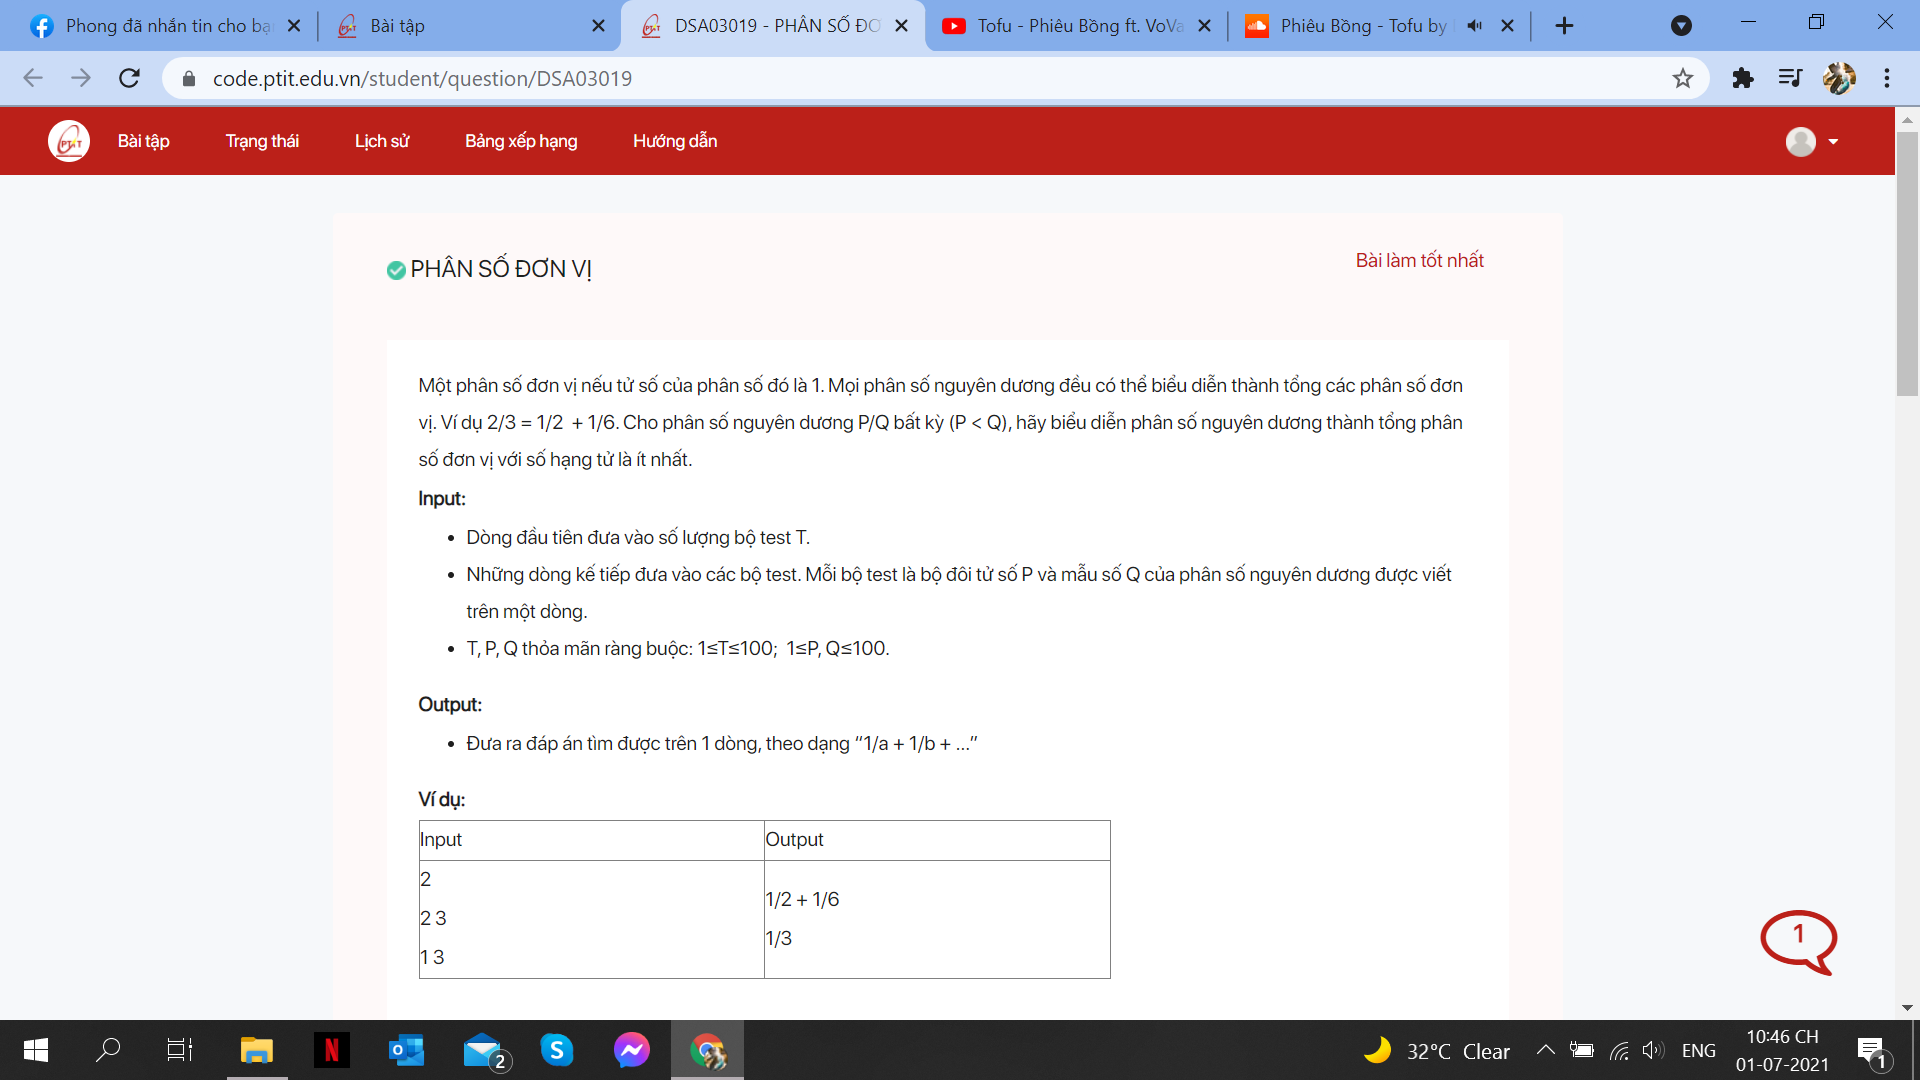 Phong đã nhắn tin cho bạ
Bài tập
DSA03019 - PHÂN SỐ ĐƠ
Tofu - Phiêu Bồng ft. VoVa
Phiêu Bồng - Tofu by
code.ptit.edu.vn/student/question/DSA03019
Bài tập
Trạng thái
Lịch sử
Bảng xếp hạng
Hướng dẫn
PHÂN SỐ ĐƠN VỊ
Bài làm tốt nhất
Một phân số đơn vị nếu tử số của phân số đó là 1. Mọi phân số nguyên dương đều có thể biểu diễn thành tổng các phân số đơn
vị. Ví dụ 2/3 = 1/2 + 1/6. Cho phân số nguyên dương P/Q bất kỳ (P < Q), hãy biểu diễn phân số nguyên dương thành tổng phân
số đơn vị với số hạng tử là ít nhất.
Input:
• Dòng đầu tiên đưa vào số lượng bộ test T.
• Những dòng kế tiếp đưa vào các bộ test. Mỗi bộ test là bộ đôi tử số P và mẫu số Q của phân số nguyên dương được viết
trên một dòng.
• T, P, Q thỏa mãn ràng buộc: 1≤T≤100; 1≤P, Q≤100.
Output:
• Đưa ra đáp án tìm được trên 1 dòng, theo dạng “1/a + 1/b + ...”
Ví dụ:
Input
Output
2
2 3
1 3
1/2 + 1/6
1/3
1
2
32°C Clear
ENG
10:46 CH
01-07-2021
1